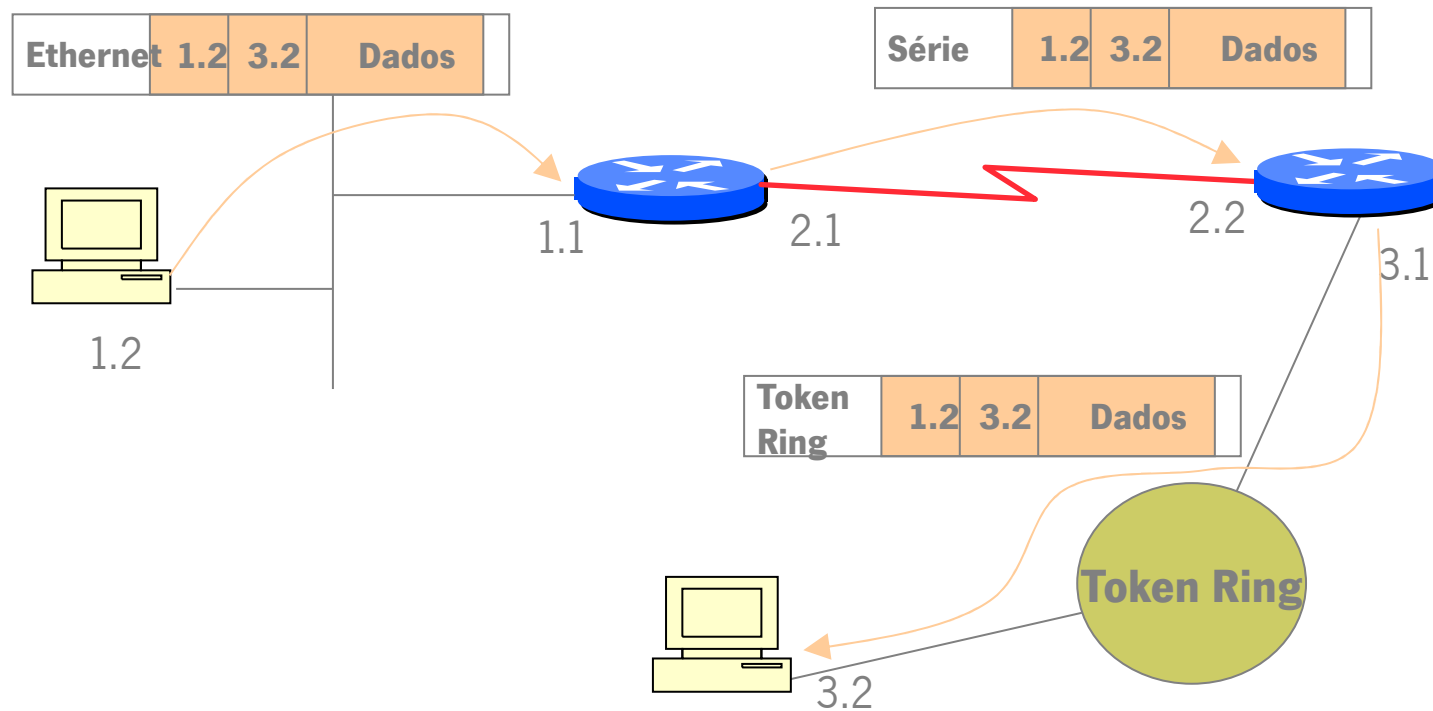 Ethernet 1.2 3.2 Dados
Série 1.2 3.2 Dados
1.1
2.1
2.2
3.1
1.2
Token
Ring
1.2 3.2 Dados
Token Ring
3.2